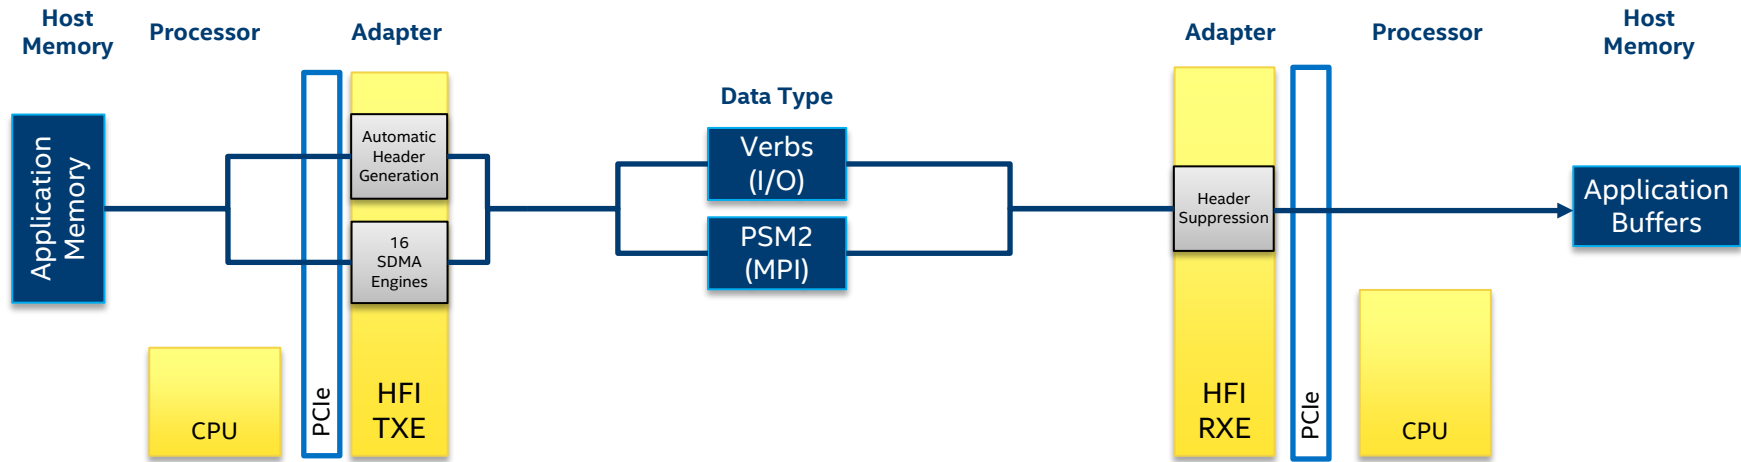 Host
Memory
Processor
Adapter
Adapter
Processor
Host
Memory
Data Type
Application
Memory
Automatic
Header
Generation
16
SDMA
Engines
Verbs
(I/O)
PSM2
(MPI)
Header
Suppression
Application
Buffers
CPU
PCIe
HFI
TXE
HFI
RXE
PCIe
CPU